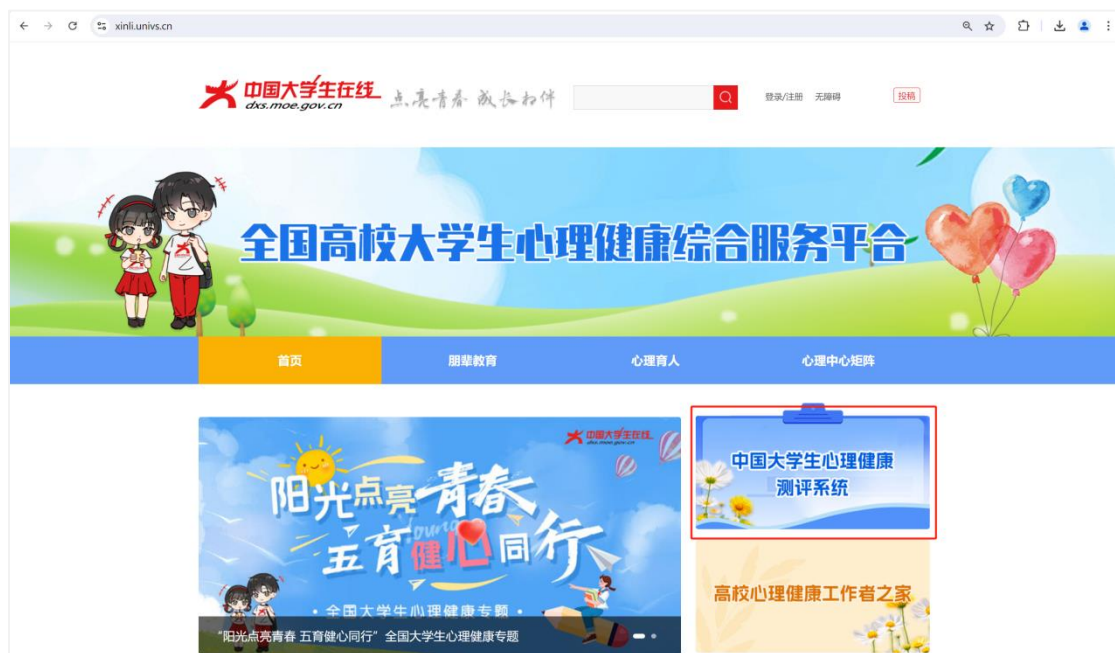 xinli.univs.cn
中国大学生在线
dxs.moe.gov.cn
点亮青春 成长相伴
登录/注册 无障碍 投稿
全国高校大学生心理健康综合服务平台
首页 朋辈教育 心理育人 心理中心矩阵
中国大学生在线
dxs.moe.gov.cn
阳光点亮青春
Young
五育健心同行
·全国大学生心理健康专题·
“阳光点亮青春 五育健心同行”全国大学生心理健康专题
中国大学生心理健康
测评系统
高校心理健康工作者之家